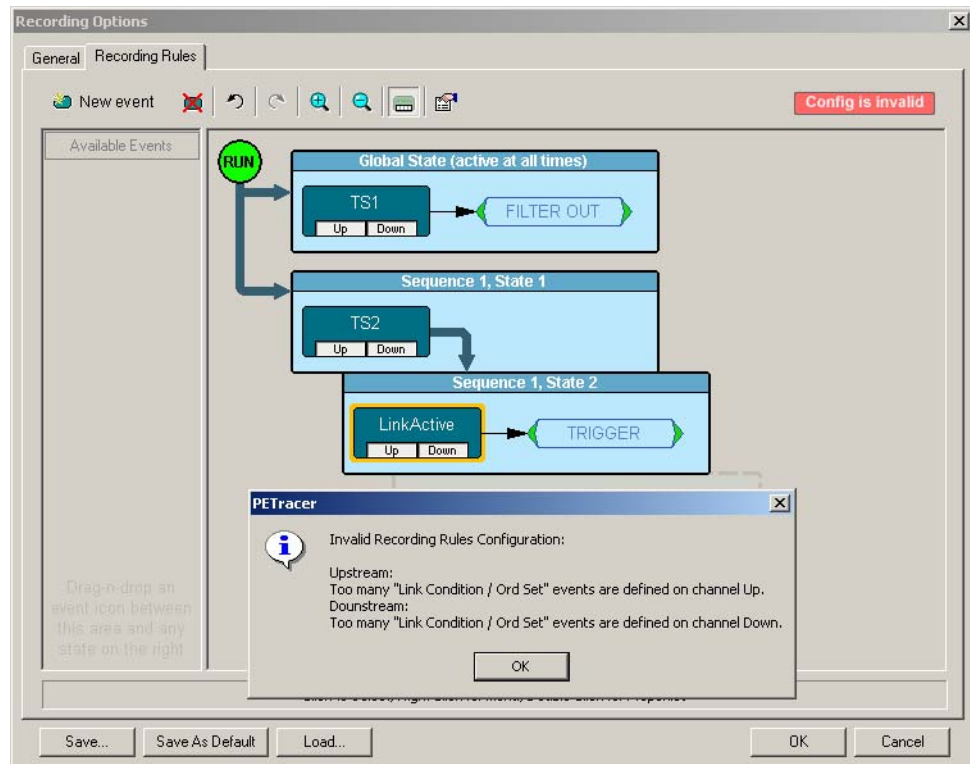 Recording Options
General
Recording Rules
New event
Config is invalid
Available Events
RUN
Global State (active at all times)
TS1
FILTER OUT
Up
Down
Sequence 1, State 1
TS2
Up
Down
Sequence 1, State 2
LinkActive
TRIGGER
Up
Down
PETracer
Invalid Recording Rules Configuration:
Upstream:
Too many "Link Condition / Ord Set" events are defined on channel Up.
Dounstream:
Too many "Link Condition / Ord Set" events are defined on channel Down.
OK
Drag-n-drop an
event icon between
this area and any
state on the right
Save...
Save As Default
Load...
OK
Cancel